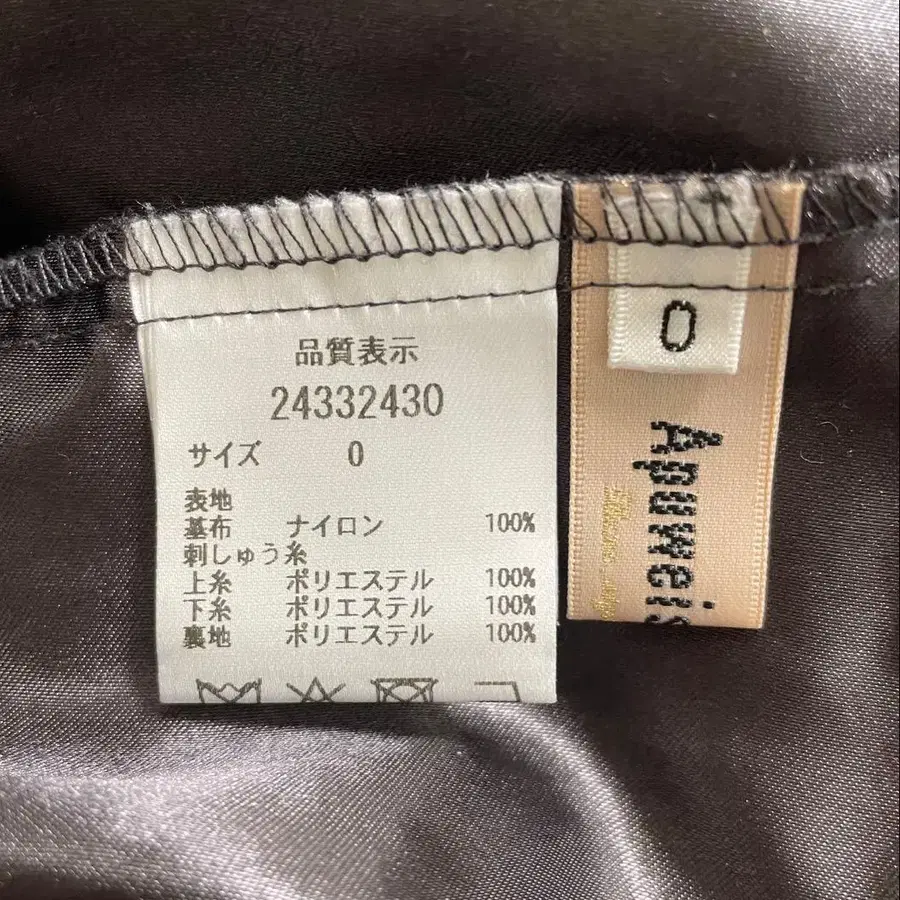 品質表示
24332430
サイズ 0
表地
基布 ナイロン 100%
刺しゅう糸
上糸 ポリエステル 100%
下糸 ポリエステル 100%
裏地 ポリエステル 100%
0
Apuweis